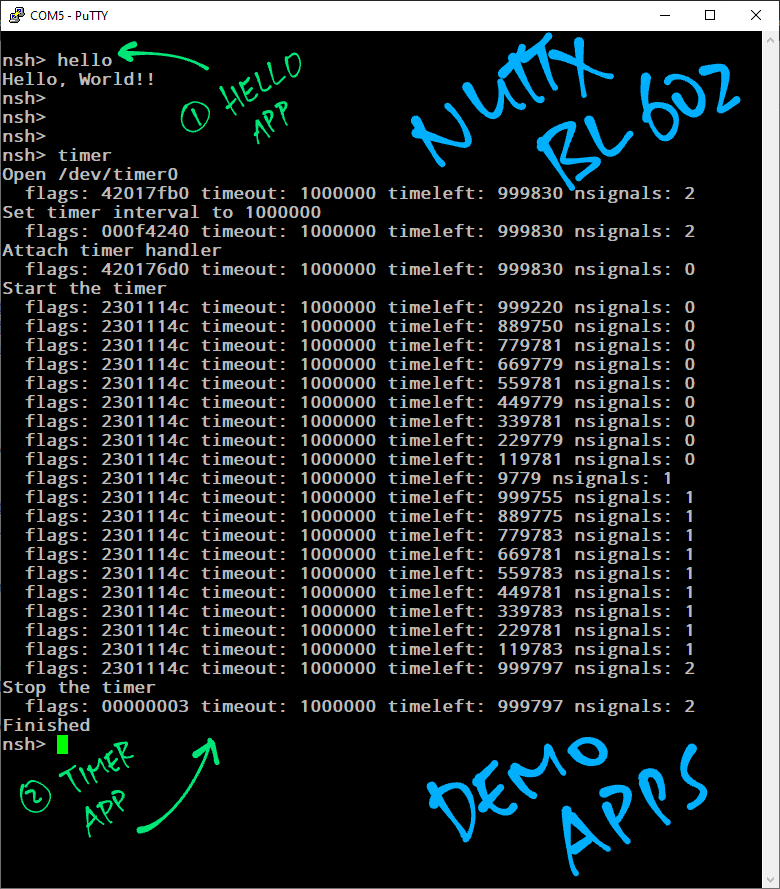 COM5 - PuTTY
nsh> hello
Hello, World!!
nsh>
nsh>
nsh>
nsh> timer
Open /dev/timer0
  flags: 42017fb0 timeout: 1000000 timeleft: 999830 nsignals: 2
Set timer interval to 1000000
  flags: 000f4240 timeout: 1000000 timeleft: 999830 nsignals: 2
Attach timer handler
  flags: 420176d0 timeout: 1000000 timeleft: 999830 nsignals: 0
Start the timer
  flags: 2301114c timeout: 1000000 timeleft: 999220 nsignals: 0
  flags: 2301114c timeout: 1000000 timeleft: 889750 nsignals: 0
  flags: 2301114c timeout: 1000000 timeleft: 779781 nsignals: 0
  flags: 2301114c timeout: 1000000 timeleft: 669779 nsignals: 0
  flags: 2301114c timeout: 1000000 timeleft: 559781 nsignals: 0
  flags: 2301114c timeout: 1000000 timeleft: 449779 nsignals: 0
  flags: 2301114c timeout: 1000000 timeleft: 339781 nsignals: 0
  flags: 2301114c timeout: 1000000 timeleft: 229779 nsignals: 0
  flags: 2301114c timeout: 1000000 timeleft: 119781 nsignals: 0
  flags: 2301114c timeout: 1000000 timeleft: 9779 nsignals: 1
  flags: 2301114c timeout: 1000000 timeleft: 999755 nsignals: 1
  flags: 2301114c timeout: 1000000 timeleft: 889775 nsignals: 1
  flags: 2301114c timeout: 1000000 timeleft: 779783 nsignals: 1
  flags: 2301114c timeout: 1000000 timeleft: 669781 nsignals: 1
  flags: 2301114c timeout: 1000000 timeleft: 559783 nsignals: 1
  flags: 2301114c timeout: 1000000 timeleft: 449781 nsignals: 1
  flags: 2301114c timeout: 1000000 timeleft: 339783 nsignals: 1
  flags: 2301114c timeout: 1000000 timeleft: 229781 nsignals: 1
  flags: 2301114c timeout: 1000000 timeleft: 119783 nsignals: 1
  flags: 2301114c timeout: 1000000 timeleft: 999797 nsignals: 2
Stop the timer
  flags: 00000003 timeout: 1000000 timeleft: 999797 nsignals: 2
Finished
nsh>
① HELLO
APP
NUTTX
BL602
② TIMER
APP
DEMO
APPS